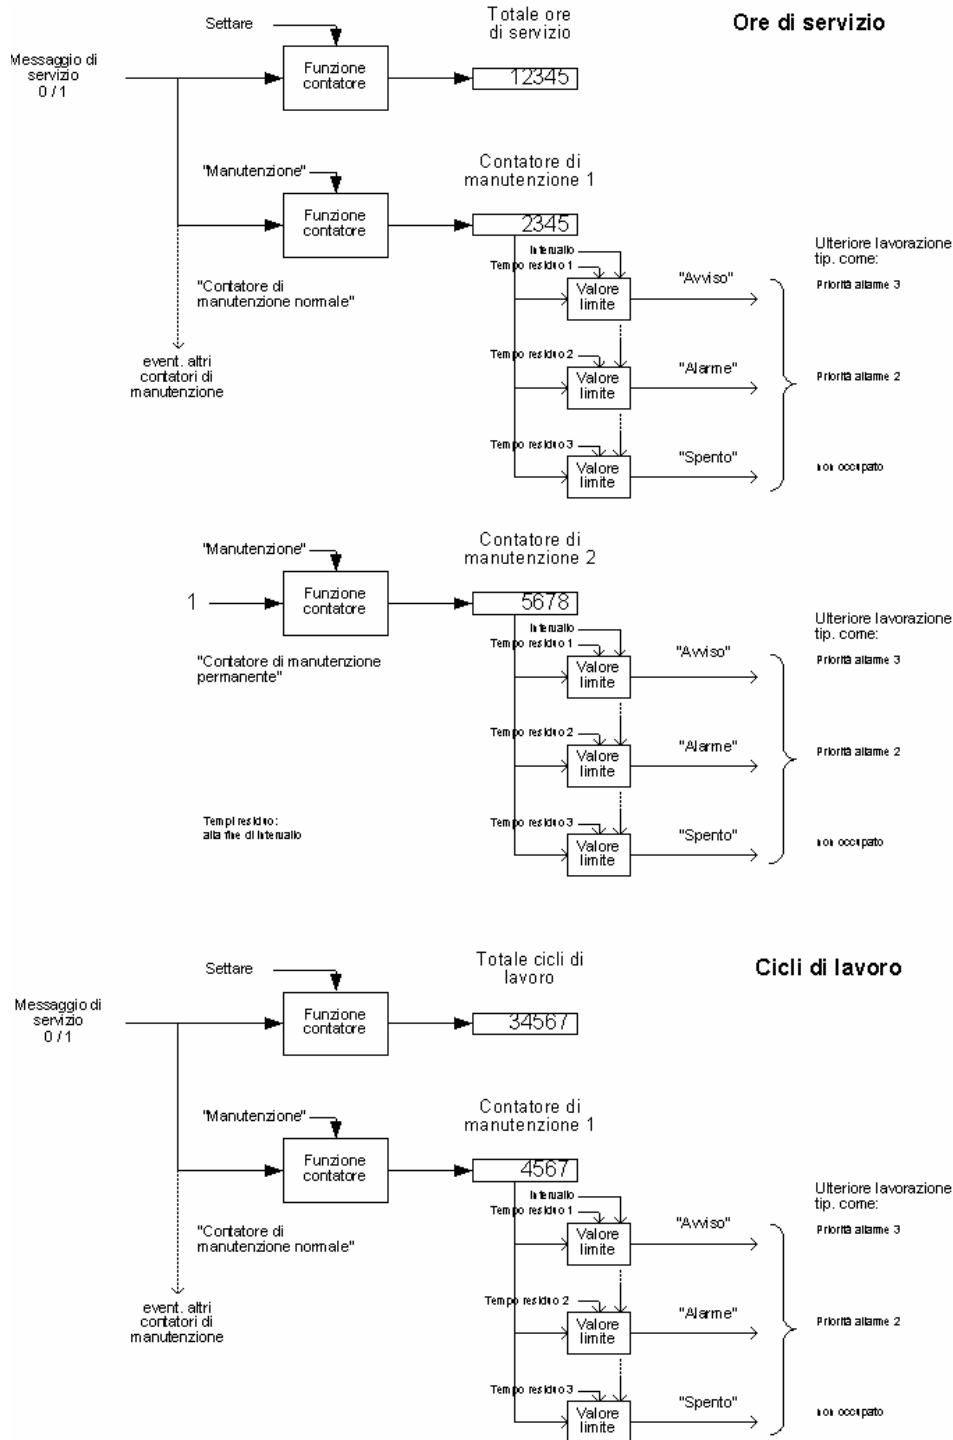 Ore di servizio
Settare
Totale ore
di servizio
Messaggio di
servizio
0 / 1
Funzione
contatore
12345
"Manutenzione"
Contatore di
manutenzione 1
Funzione
contatore
2345
"Contatore di
manutenzione normale"
event. altri
contatori di
manutenzione
Intervallo
Tempo residuo 1
Valore
limite
"Avviso"
Tempo residuo 2
Valore
limite
"Alarme"
Tempo residuo 3
Valore
limite
"Spento"
Ulteriore lavorazione
tip. come:
Priorità allarme 3
Priorità allarme 2
non occupato
"Manutenzione"
Contatore di
manutenzione 2
1
Funzione
contatore
5678
"Contatore di manutenzione
permanente"
Intervallo
Tempo residuo 1
Valore
limite
"Avviso"
Tempo residuo 2
Valore
limite
"Alarme"
Tempo residuo 3
Valore
limite
"Spento"
Ulteriore lavorazione
tip. come:
Priorità allarme 3
Priorità allarme 2
non occupato
Tempi residuo:
alla fine di intervallo
Cicli di lavoro
Settare
Totale cicli di
lavoro
Messaggio di
servizio
0 / 1
Funzione
contatore
34567
"Manutenzione"
Contatore di
manutenzione 1
Funzione
contatore
4567
"Contatore di
manutenzione normale"
event. altri
contatori di
manutenzione
Intervallo
Tempo residuo 1
Valore
limite
"Avviso"
Tempo residuo 2
Valore
limite
"Alarme"
Tempo residuo 3
Valore
limite
"Spento"
Ulteriore lavorazione
tip. come:
Priorità allarme 3
Priorità allarme 2
non occupato